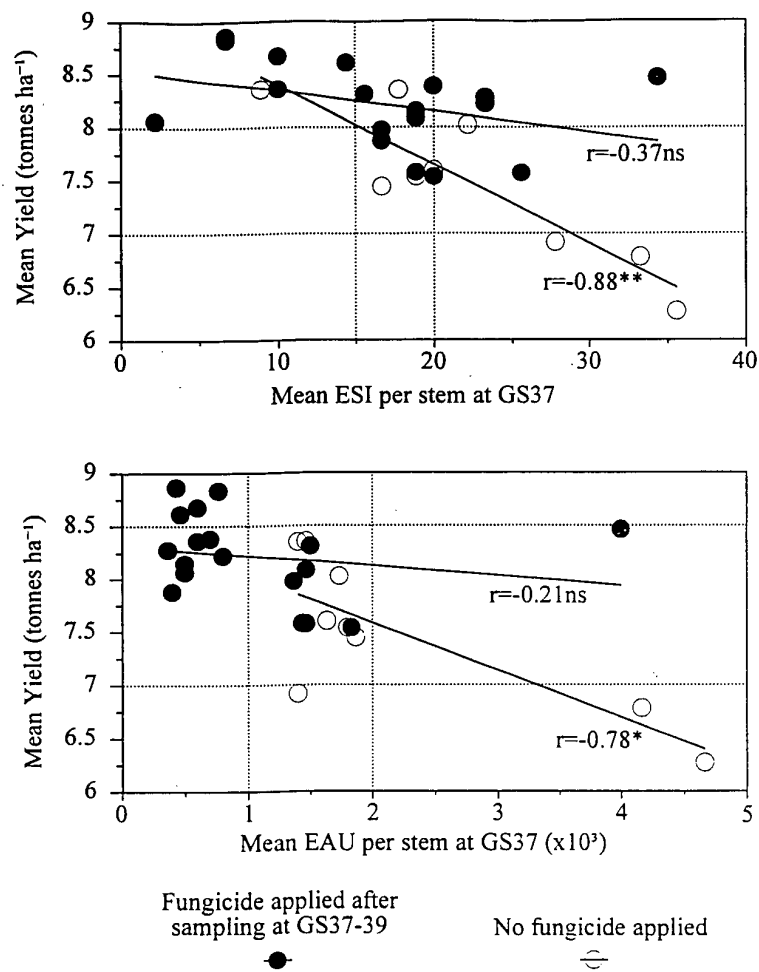 Mean Yield (tonnes ha⁻¹)
9
8.5
8
7.5
7
6.5
6
r=-0.37ns
r=-0.88**
0
10
20
30
40
Mean ESI per stem at GS37
Mean Yield (tonnes ha⁻¹)
9
8.5
8
7.5
7
6.5
6
r=-0.21ns
r=-0.78*
0
1
2
3
4
5
Mean EAU per stem at GS37 (x10³)
Fungicide applied after
sampling at GS37-39
No fungicide applied